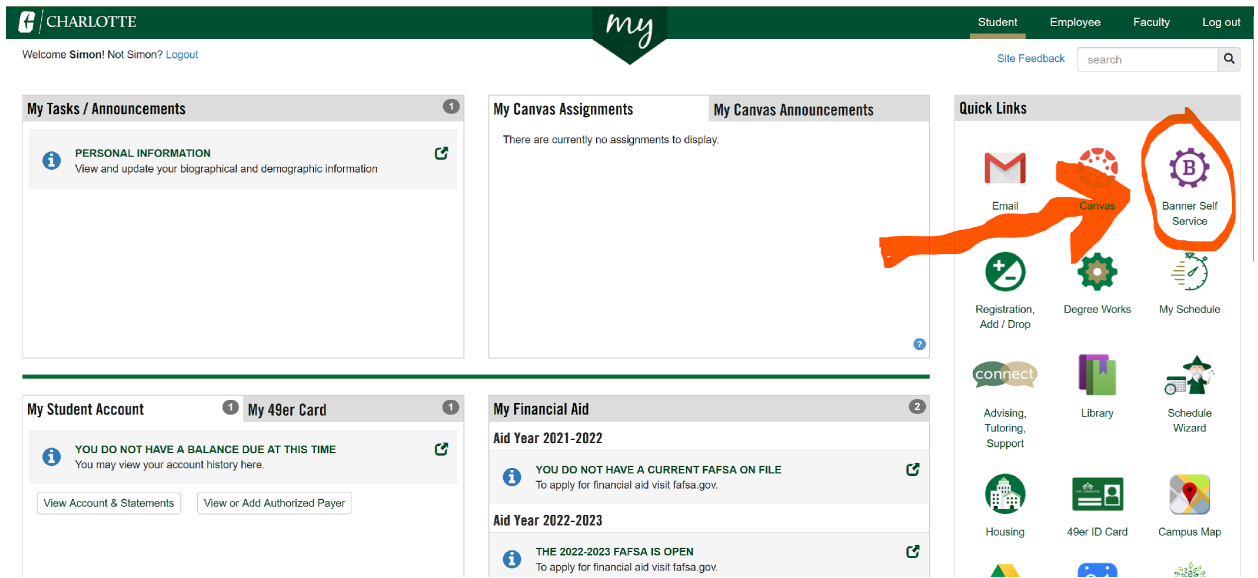 CHARLOTTE
my
Student Employee Faculty Log out
Welcome Simon! Not Simon? Logout
Site Feedback
search
My Tasks / Announcements 1
PERSONAL INFORMATION
View and update your biographical and demographic information
My Canvas Assignments My Canvas Announcements
There are currently no assignments to display.
?
My Student Account 1 My 49er Card 1
YOU DO NOT HAVE A BALANCE DUE AT THIS TIME
You may view your account history here.
View Account & Statements View or Add Authorized Payer
My Financial Aid 2
Aid Year 2021-2022
YOU DO NOT HAVE A CURRENT FAFSA ON FILE
To apply for financial aid visit fafsa.gov.
Aid Year 2022-2023
THE 2022-2023 FAFSA IS OPEN
To apply for financial aid visit fafsa.gov.
Quick Links
B
Email Canvas Banner Self
Service
Registration, Degree Works My Schedule
Add / Drop
connect
Advising, Library Schedule
Tutoring, Wizard
Support
Housing 49er ID Card Campus Map